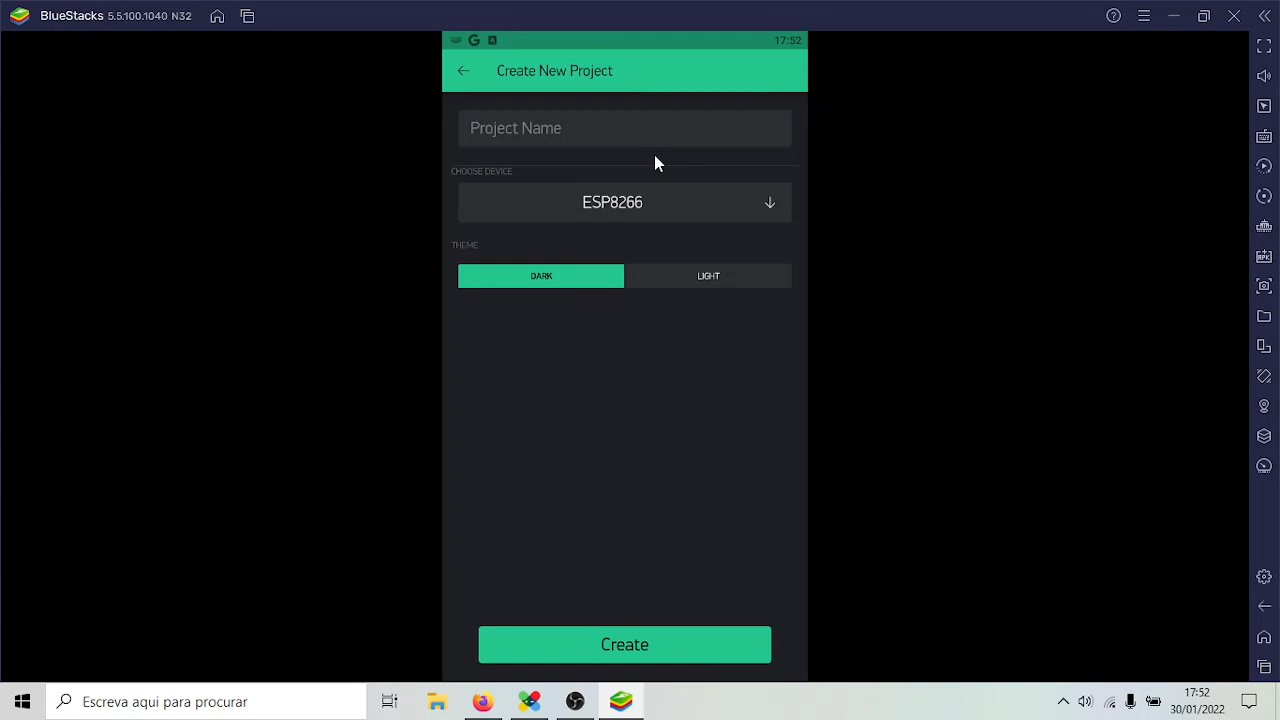 BlueStacks 5.5.100.1040 N32
17:52
Create New Project
Project Name
CHOOSE DEVICE
ESP8266
THEME
DARK
LIGHT
Create
Escreva aqui para procurar
17:52
30/01/2022